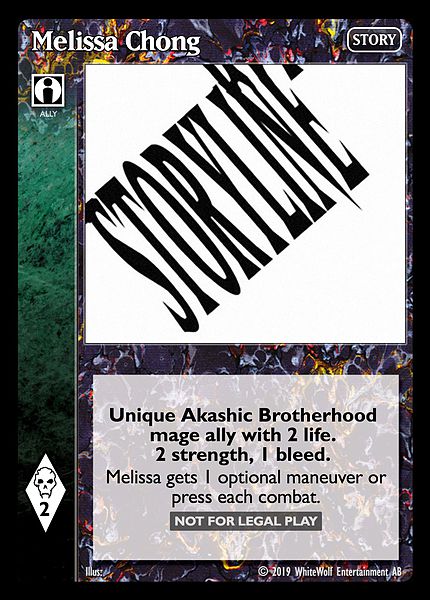 Melissa Chong
STORY
ALLY
STORYLINE
Unique Akashic Brotherhood
mage ally with 2 life.
2 strength, 1 bleed.
Melissa gets 1 optional maneuver or
press each combat.
NOT FOR LEGAL PLAY
2
Illus:
© 2019 WhiteWolf Entertainment AB